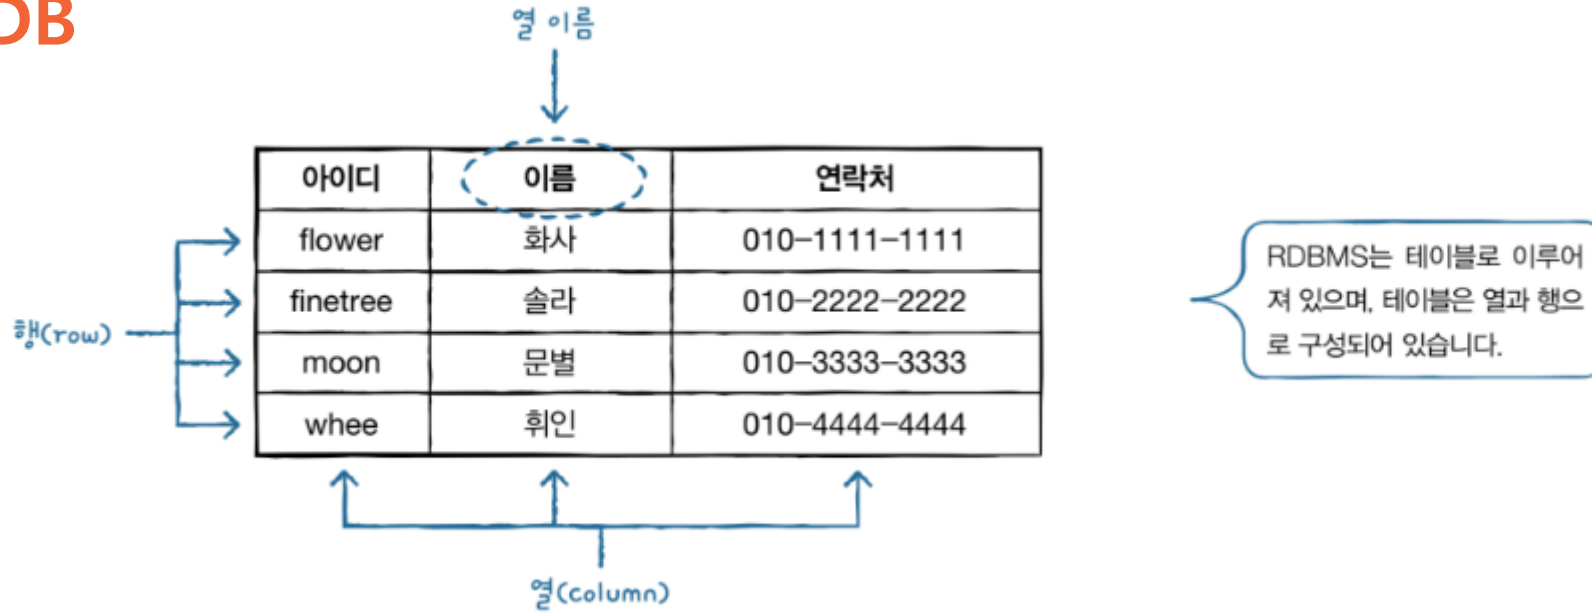 DB
열 이름
아이디 이름 연락처
flower 화사 010-1111-1111
finetree 솔라 010-2222-2222
moon 문별 010-3333-3333
whee 휘인 010-4444-4444
행(row)
열(column)
RDBMS는 테이블로 이루어
져 있으며, 테이블은 열과 행으
로 구성되어 있습니다.